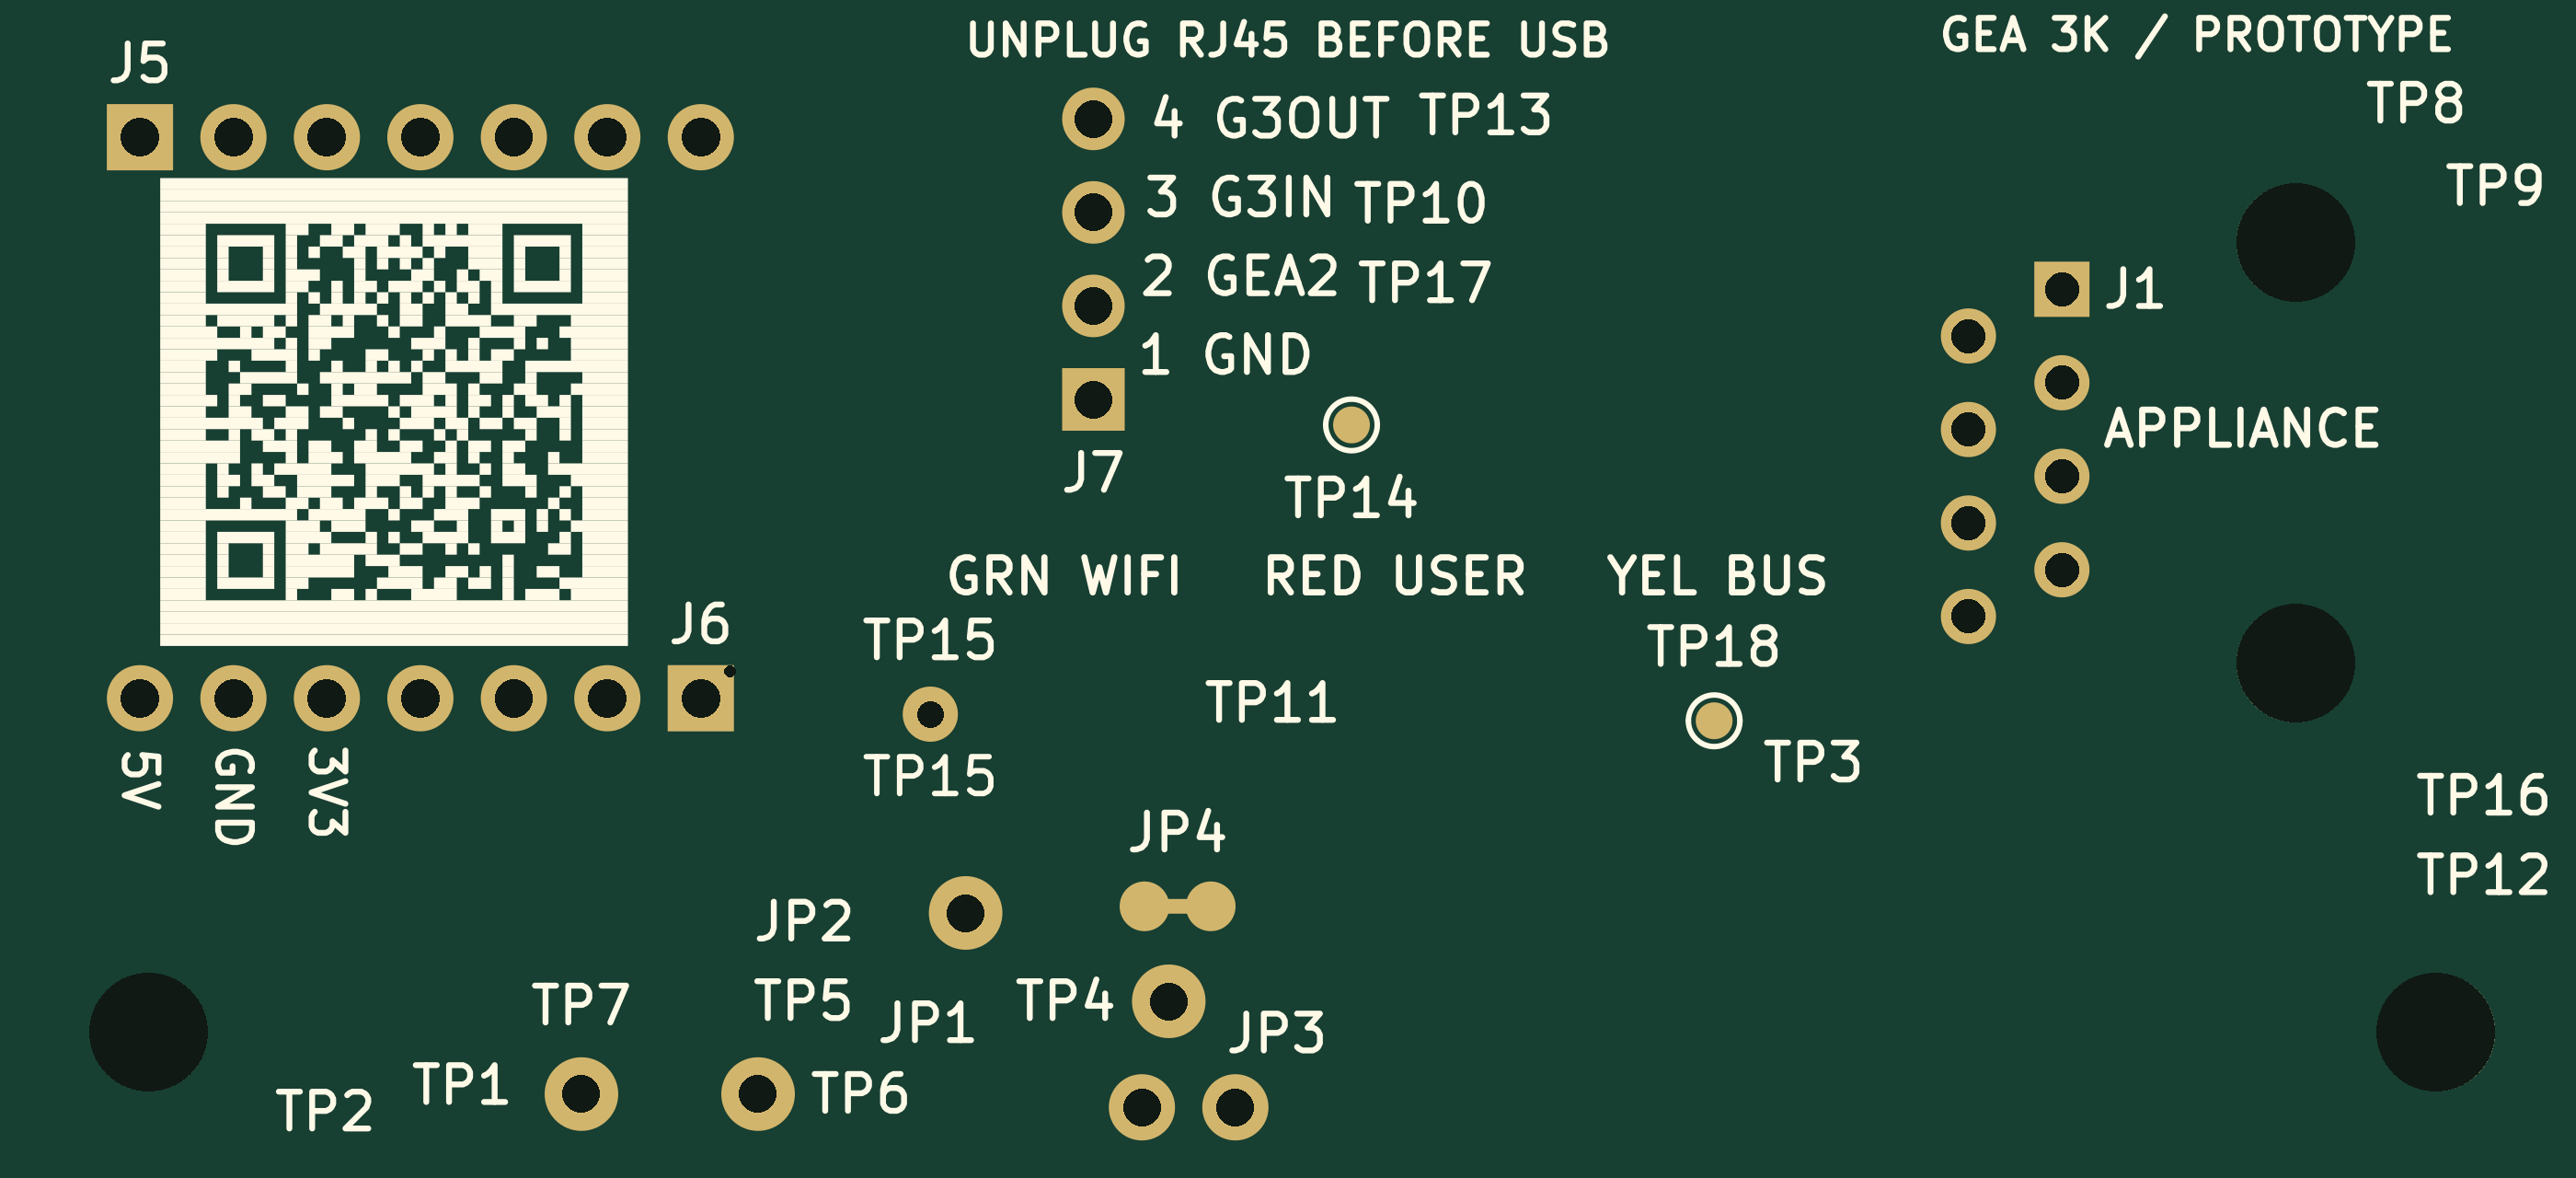 UNPLUG RJ45 BEFORE USB
GEA 3K / PROTOTYPE
J5
4 G3OUT TP13
TP8
3 G3IN TP10
TP9
2 GEA2 TP17
J1
1 GND
APPLIANCE
J7
TP14
GRN WIFI RED USER YEL BUS
J6
TP15
TP18
TP11
TP15
TP3
5V
GND
3V3
TP16
JP4
TP12
JP2
TP7
TP5
JP1
TP4
JP3
TP1
TP6
TP2